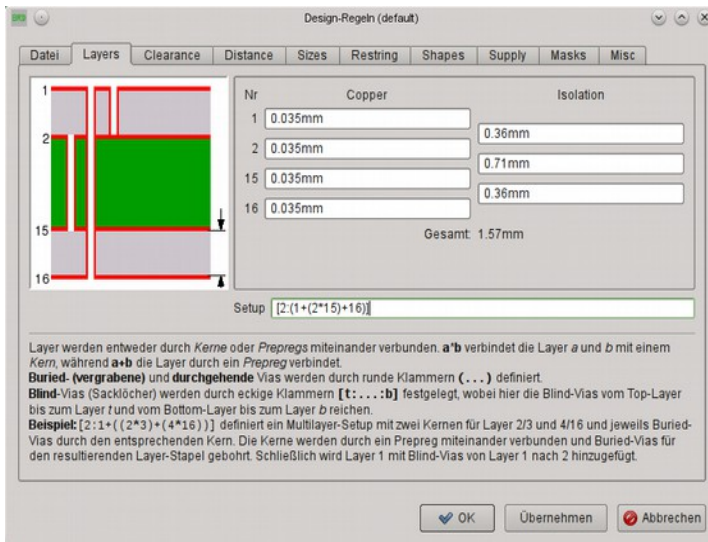 Design-Regeln (default)
Datei Layers Clearance Distance Sizes Restring Shapes Supply Masks Misc
Nr Copper Isolation
1 0.035mm
0.36mm
2 0.035mm
0.71mm
15 0.035mm
0.36mm
16 0.035mm
Gesamt: 1.57mm
1
2
15
16
Setup [2:(1+(2*15)+16)]
Layer werden entweder durch Kerne oder Prepregs miteinander verbunden. a*b verbindet die Layer a und b mit einem
Kern, während a+b die Layer durch ein Prepreg verbindet.
Buried- (vergrabene) und durchgehende Vias werden durch runde Klammern (...) definiert.
Blind-Vias (Sacklöcher) werden durch eckige Klammern [t:...:b] festgelegt, wobei hier die Blind-Vias vom Top-Layer
bis zum Layer t und vom Bottom-Layer bis zum Layer b reichen.
Beispiel: [2:1+((2*3)+(4*16))] definiert ein Multilayer-Setup mit zwei Kernen für Layer 2/3 und 4/16 und jeweils Buried-
Vias durch den entsprechenden Kern. Die Kerne werden durch ein Prepreg miteinander verbunden und Buried-Vias für
den resultierenden Layer-Stapel gebohrt. Schließlich wird Layer 1 mit Blind-Vias von Layer 1 nach 2 hinzugefügt.
OK Übernehmen Abbrechen